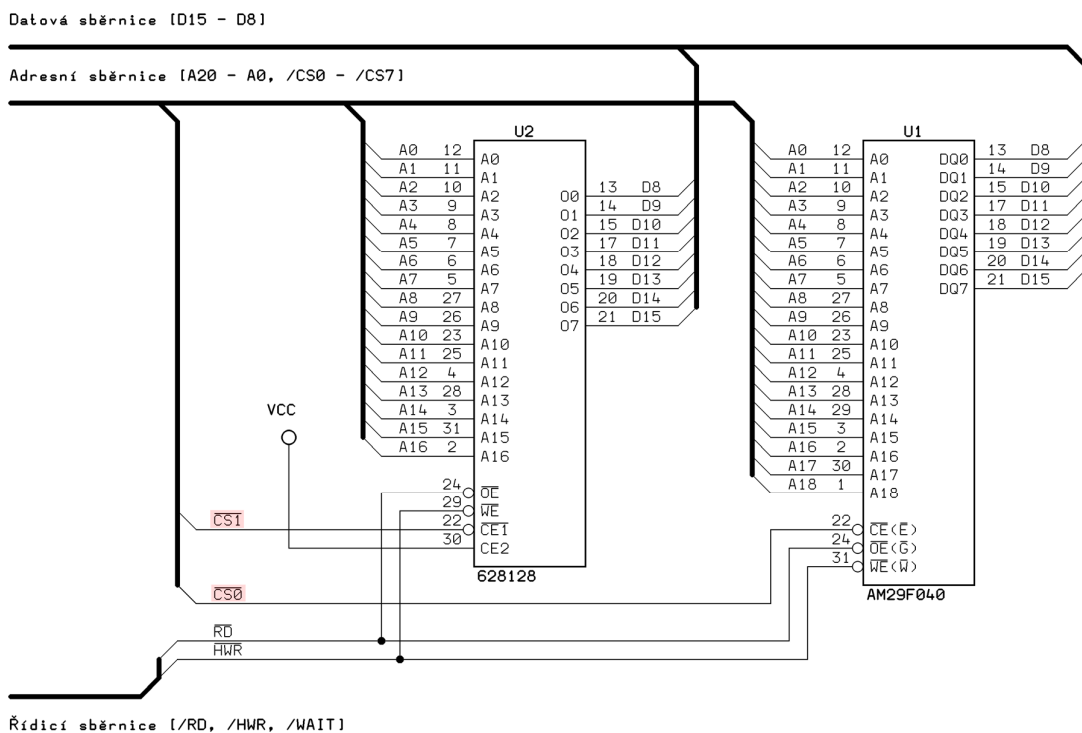 Datová sběrnice [D15 - D8]
Adresní sběrnice [A20 - A0, /CS0 - /CS7]
U2
A0 12 A0
A1 11 A1
A2 10 A2
A3 9 A3
A4 8 A4
A5 7 A5
A6 6 A6
A7 5 A7
A8 27 A8
A9 26 A9
A10 23 A10
A11 25 A11
A12 4 A12
A13 28 A13
A14 3 A14
A15 31 A15
A16 2 A16
24 OE
29 WE
22 CE1
30 CE2
O0 13 D8
O1 14 D9
O2 15 D10
O3 17 D11
O4 18 D12
O5 19 D13
O6 20 D14
O7 21 D15
628128
U1
A0 12 A0
A1 11 A1
A2 10 A2
A3 9 A3
A4 8 A4
A5 7 A5
A6 6 A6
A7 5 A7
A8 27 A8
A9 26 A9
A10 23 A10
A11 25 A11
A12 4 A12
A13 28 A13
A14 29 A14
A15 3 A15
A16 2 A16
A17 30 A17
A18 1 A18
22 CE(E)
24 OE(G)
31 WE(W)
DQ0 13 D8
DQ1 14 D9
DQ2 15 D10
DQ3 17 D11
DQ4 18 D12
DQ5 19 D13
DQ6 20 D14
DQ7 21 D15
AM29F040
VCC
CS1
CS0
RD
HWR
Řídicí sběrnice [/RD, /HWR, /WAIT]